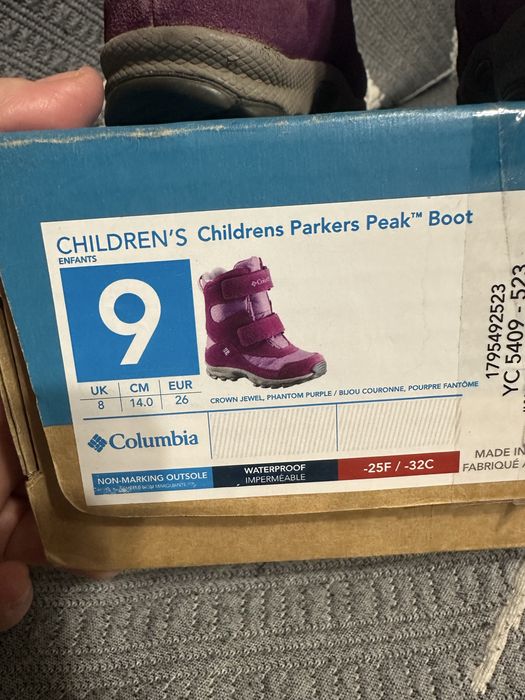 CHILDREN'S Childrens Parkers Peak™ Boot
ENFANTS
9
Columbia
UK CM EUR
8 14.0 26
CROWN JEWEL, PHANTOM PURPLE / BIJOU COURONNE, POURPRE FANTÔME
Columbia
NON-MARKING OUTSOLE
WATERPROOF
IMPERMÉABLE
-25F / -32C
MADE IN
FABRIQUÉ
1795492523
YC 5409 - 523